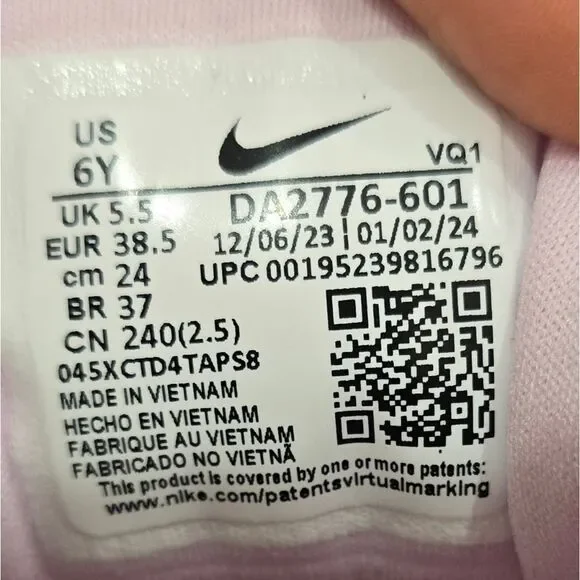 US
6Y
VQ1
UK 5.5
DA2776-601
EUR 38.5
12/06/23 | 01/02/24
cm 24
UPC 00195239816796
BR 37
CN 240(2.5)
045XCTD4TAPS8
MADE IN VIETNAM
HECHO EN VIETNAM
FABRIQUE AU VIETNAM
FABRICADO NO VIETNÃ
This product is covered by one or more patents:
www.nike.com/patentsvirtualmarking